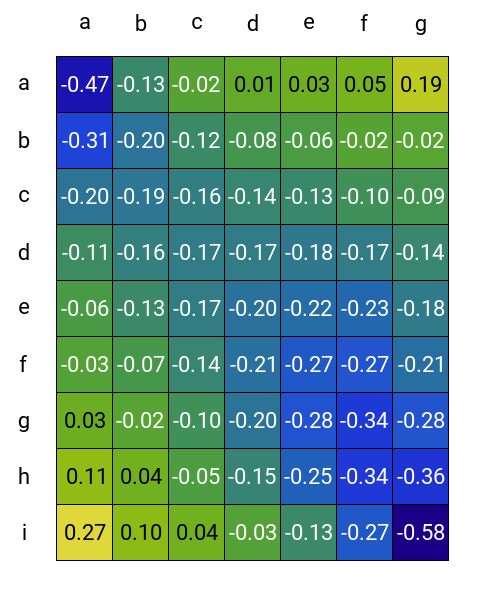 a b c d e f g
a -0.47 -0.13 -0.02 0.01 0.03 0.05 0.19
b -0.31 -0.20 -0.12 -0.08 -0.06 -0.02 -0.02
c -0.20 -0.19 -0.16 -0.14 -0.13 -0.10 -0.09
d -0.11 -0.16 -0.17 -0.17 -0.18 -0.17 -0.14
e -0.06 -0.13 -0.17 -0.20 -0.22 -0.23 -0.18
f -0.03 -0.07 -0.14 -0.21 -0.27 -0.27 -0.21
g 0.03 -0.02 -0.10 -0.20 -0.28 -0.34 -0.28
h 0.11 0.04 -0.05 -0.15 -0.25 -0.34 -0.36
i 0.27 0.10 0.04 -0.03 -0.13 -0.27 -0.58